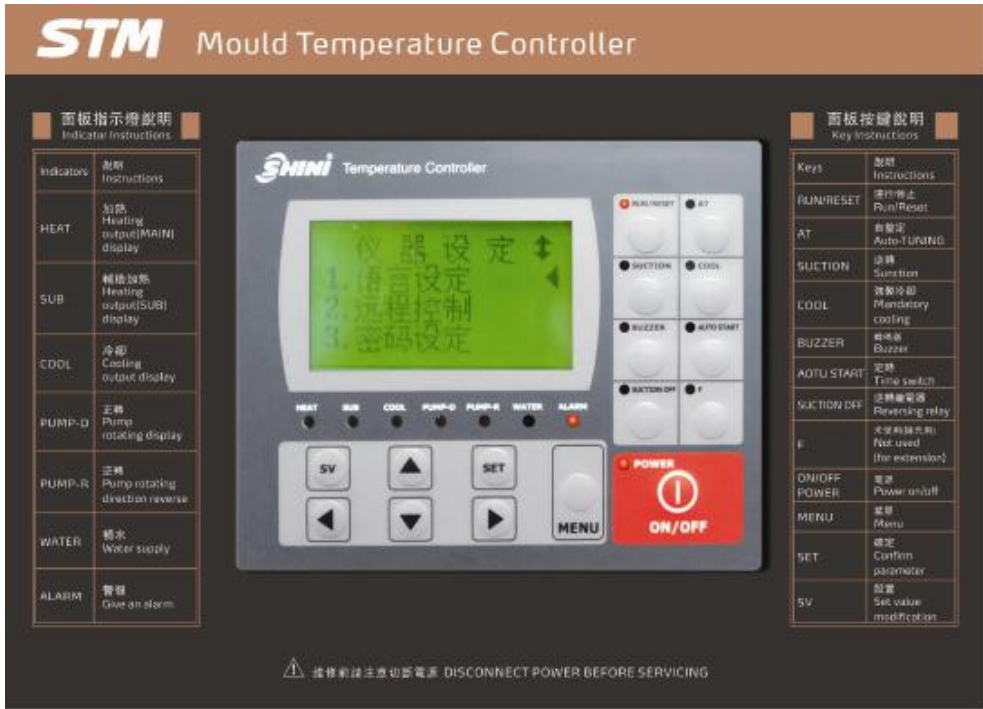 STM Mould Temperature Controller
面板指示燈說明
Indicator Instructions
Indicators
說明
Instructions
HEAT
加熱
Heating
output(MAIN)
display
SUB
輔助加熱
Heating
output(SUB)
display
COOL
冷卻
Cooling
output display
PUMP-D
正轉
Pump
rotating display
PUMP-R
逆轉
Pump rotating
direction reverse
WATER
補水
Water supply
ALARM
警報
Give an alarm
SHINI Temperature Controller
仪器设定
1.语言设定
2.远程控制
3.密码设定
RUN/RESET
AT
SUCTION
COOL
BUZZER
AUTO START
SUCTION OFF
F
HEAT SUB COOL PUMP-D PUMP-R WATER ALARM
SV
SET
MENU
POWER
ON/OFF
面板按鍵說明
Key Instructions
Keys
說明
Instructions
RUN/RESET
運行/停止
Run/Reset
AT
自整定
Auto-TUNING
SUCTION
逆轉
Sunction
COOL
強製冷卻
Mandatory
cooling
BUZZER
蜂鳴器
Buzzer
AOTU START
定時
Time switch
SUCTION OFF
逆轉繼電器
Reversing relay
F
Not used
(for extension)
ON/OFF
POWER
電源
Power on/off
MENU
菜單
Menu
SET
確定
Confirm
parameter
SV
設置
Set value
modification
維修前請注意切斷電源 DISCONNECT POWER BEFORE SERVICING